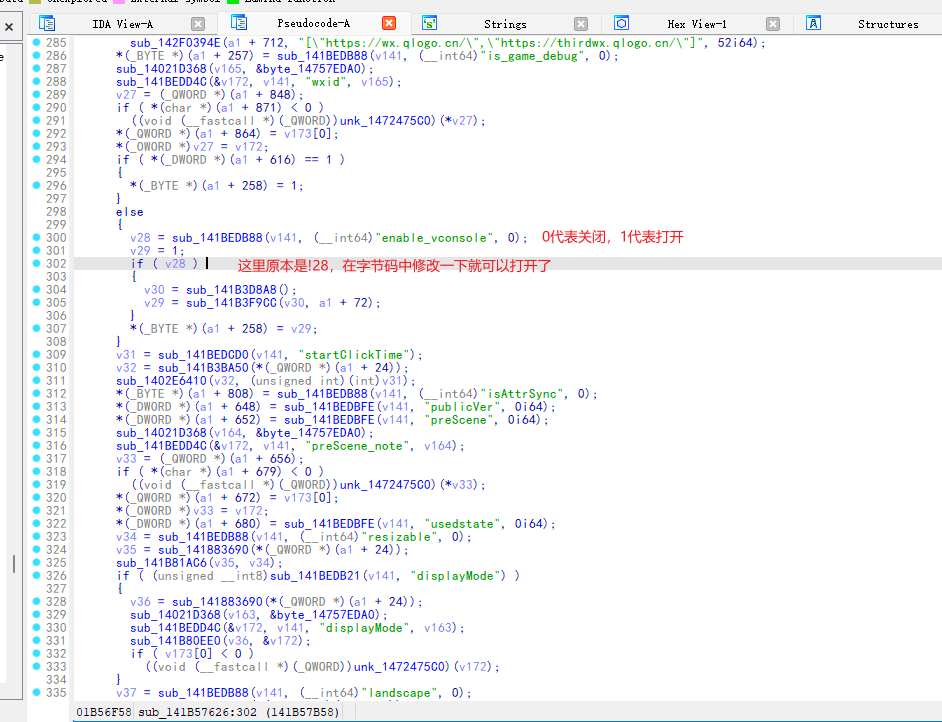 IDA View-A
Pseudocode-A
Strings
Hex View-1
Structures
285 sub_142F0394E(a1 + 712, "[\"https://wx.qlogo.cn/\",\"https://thirdwx.qlogo.cn/\"]", 52i64);
286 *(_BYTE *)(a1 + 257) = sub_141BEDB88(v141, (__int64)"is_game_debug", 0);
287 sub_14021D368(v165, &byte_14757EDA0);
288 sub_141BEDD4C(&v172, v141, "wxid", v165);
289 v27 = (_QWORD *)(a1 + 848);
290 if ( *(char *)(a1 + 871) < 0 )
291 ((void (__fastcall *)(_QWORD))unk_1472475C0)(*v27);
292 *(_QWORD *)(a1 + 864) = v173[0];
293 *(_OWORD *)v27 = v172;
294 if ( *(_DWORD *)(a1 + 616) == 1 )
295 {
296 *(_BYTE *)(a1 + 258) = 1;
297 }
298 else
299 {
300 v28 = sub_141BEDB88(v141, (__int64)"enable_vconsole", 0); 0代表关闭，1代表打开
301 v29 = 1;
302 if ( v28 ) 这里原本是!28，在字节码中修改一下就可以打开了
303 {
304 v30 = sub_141B3D8A8();
305 v29 = sub_141B3F9CC(v30, a1 + 72);
306 }
307 *(_BYTE *)(a1 + 258) = v29;
308 }
309 v31 = sub_141BEDCD0(v141, "startClickTime");
310 v32 = sub_141B3BA50(*(_QWORD *)(a1 + 24));
311 sub_1402E6410(v32, (unsigned int)(int)v31);
312 *(_BYTE *)(a1 + 808) = sub_141BEDB88(v141, (__int64)"isAttrSync", 0);
313 *(_DWORD *)(a1 + 648) = sub_141BEDBFE(v141, "publicVer", 0i64);
314 *(_DWORD *)(a1 + 652) = sub_141BEDBFE(v141, "preScene", 0i64);
315 sub_14021D368(v164, &byte_14757EDA0);
316 sub_141BEDD4C(&v172, v141, "preScene_note", v164);
317 v33 = (_QWORD *)(a1 + 656);
318 if ( *(char *)(a1 + 679) < 0 )
319 ((void (__fastcall *)(_QWORD))unk_1472475C0)(*v33);
320 *(_QWORD *)(a1 + 672) = v173[0];
321 *(_OWORD *)v33 = v172;
322 *(_DWORD *)(a1 + 680) = sub_141BEDBFE(v141, "usedstate", 0i64);
323 v34 = sub_141BEDB88(v141, (__int64)"resizable", 0);
324 v35 = sub_141883690(*(_QWORD *)(a1 + 24));
325 sub_141B81AC6(v35, v34);
326 if ( (unsigned __int8)sub_141BEDB21(v141, "displayMode") )
327 {
328 v36 = sub_141883690(*(_QWORD *)(a1 + 24));
329 sub_14021D368(v163, &byte_14757EDA0);
330 sub_141BEDD4C(&v172, v141, "displayMode", v163);
331 sub_141B80EE0(v36, &v172);
332 if ( v173[0] < 0 )
333 ((void (__fastcall *)(_QWORD))unk_1472475C0)(v172);
334 }
335 v37 = sub_141BEDB88(v141, (__int64)"landscape", 0);
01B56F58 sub_141B57626:302 (141B57B58)